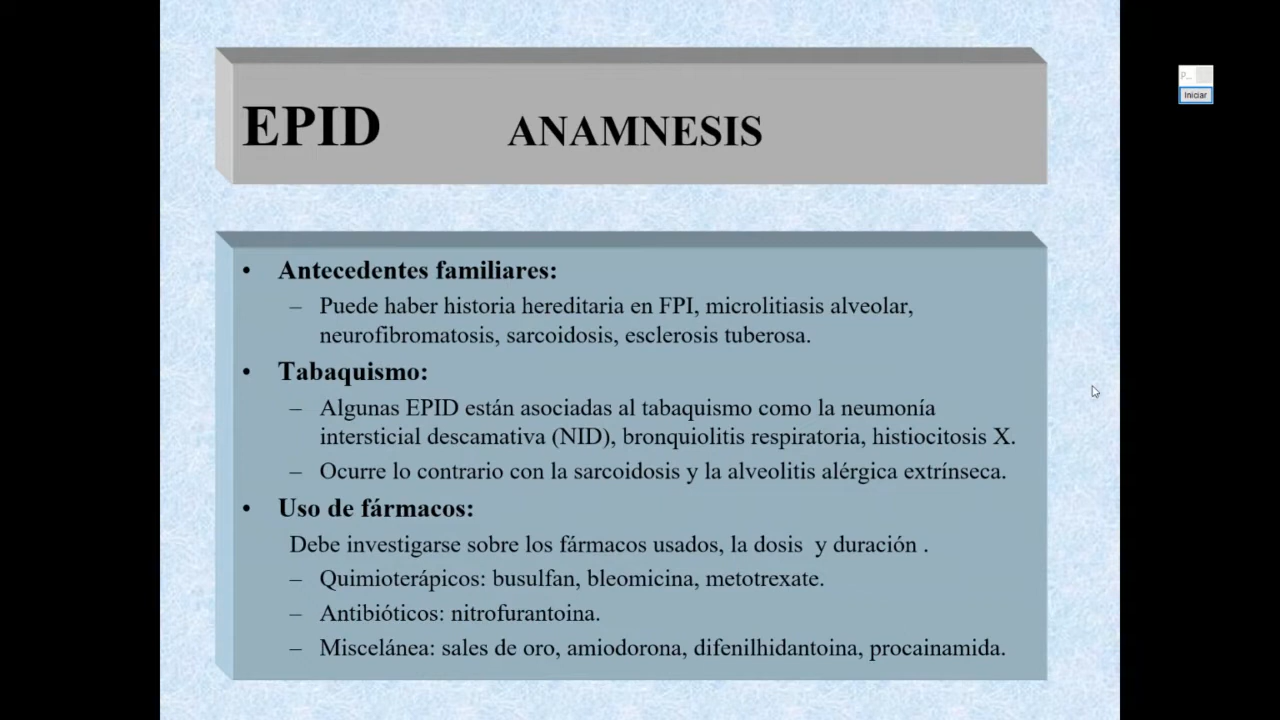 EPID ANAMNESIS
• Antecedentes familiares:
– Puede haber historia hereditaria en FPI, microlitiasis alveolar,
neurofibromatosis, sarcoidosis, esclerosis tuberosa.
• Tabaquismo:
– Algunas EPID están asociadas al tabaquismo como la neumonía
intersticial descamativa (NID), bronquiolitis respiratoria, histiocitosis X.
– Ocurre lo contrario con la sarcoidosis y la alveolitis alérgica extrínseca.
• Uso de fármacos:
Debe investigarse sobre los fármacos usados, la dosis y duración .
– Quimioterápicos: busulfan, bleomicina, metotrexate.
– Antibióticos: nitrofurantoina.
– Miscelánea: sales de oro, amiodorona, difenilhidantoina, procainamida.
P...
Iniciar